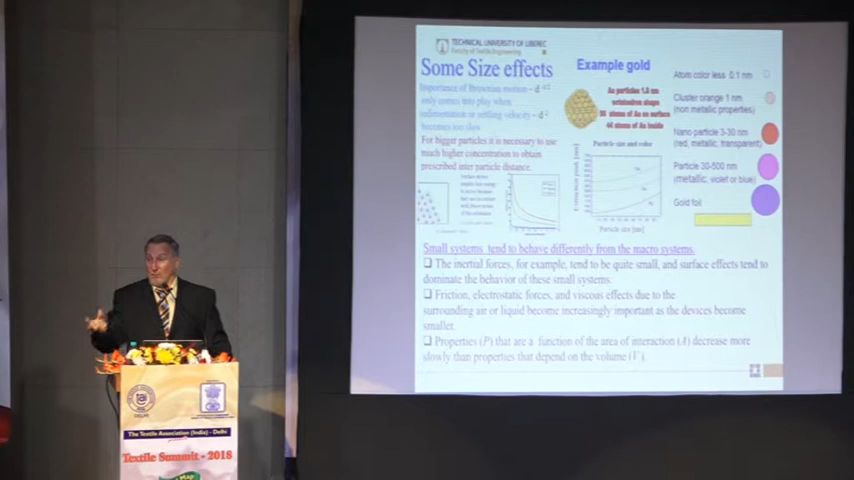 TECHNICAL UNIVERSITY OF LIBEREC
Faculty of Textile Engineering
Some Size effects
Importance of Brownian motion – d
only comes into play when
sedimentation or settling velocity – d
becomes too slow
For bigger particles it is necessary to use
much higher concentration to obtain
prescribed inter particle distance.
Example gold
Au particles 1.8 nm
octahedron shape
atoms of Au on surface
44 atoms of Au inside
Particle size and color
Particle size [nm]
Atom color less 0.1 nm
Cluster orange 1 nm
(non metallic properties)
Nano particle 3-30 nm
(red, metallic, transparent)
Particle 30-500 nm
(metallic, violet or blue)
Gold foil
Small systems tend to behave differently from the macro systems.
The inertial forces, for example, tend to be quite small, and surface effects tend to
dominate the behavior of these small systems.
Friction, electrostatic forces, and viscous effects due to the
surrounding air or liquid become increasingly important as the devices become
smaller.
Properties (P) that are a function of the area of interaction (A) decrease more
slowly than properties that depend on the volume (V).
DELHI
The Textile Association (India) - Delhi
Textile Summit - 2018
Map